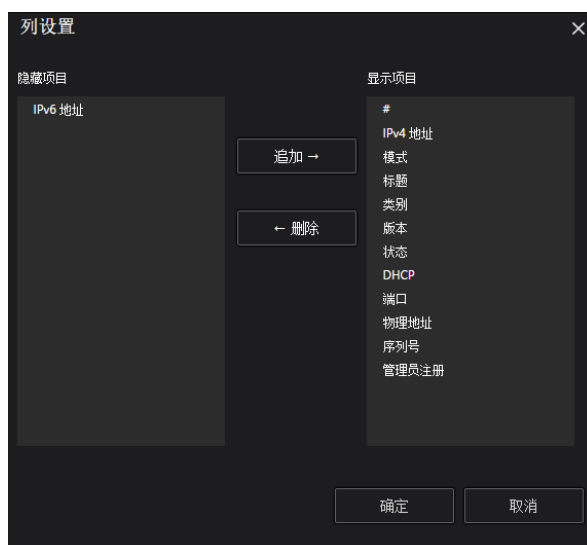 列设置
×
隐藏项目
显示项目
IPv6 地址
追加 →
← 删除
#
IPv4 地址
模式
标题
类别
版本
状态
DHCP
端口
物理地址
序列号
管理员注册
确定
取消